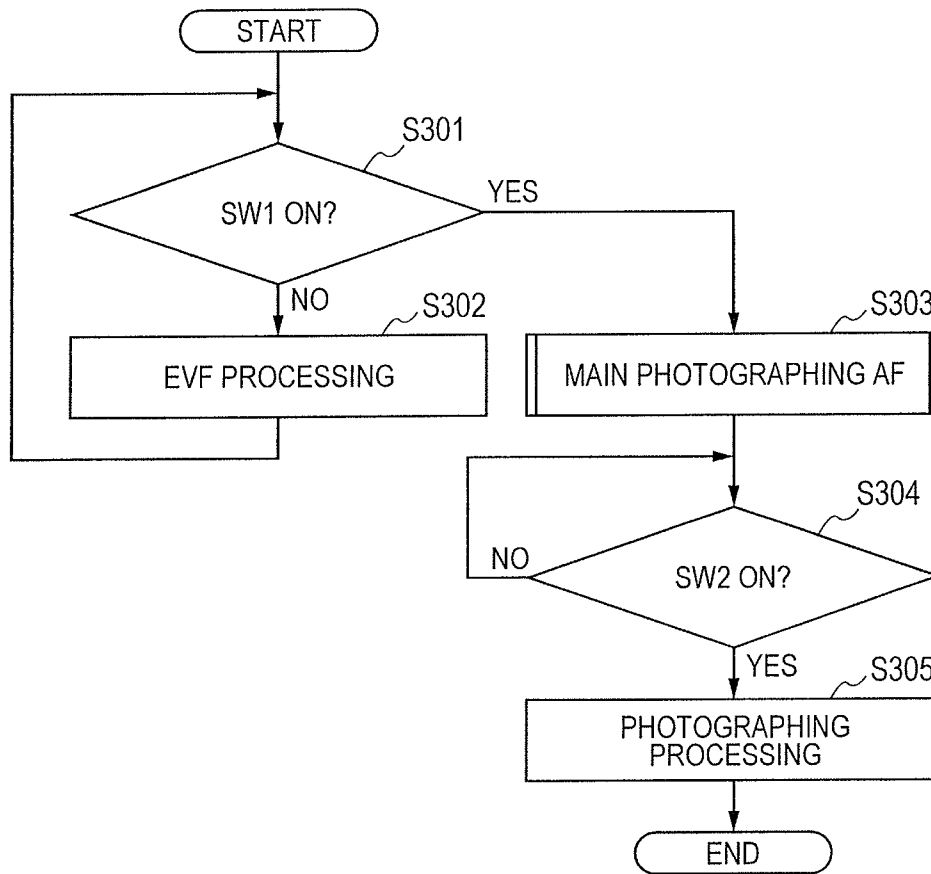 START
S301
SW1 ON?
YES
NO
S302
EVF PROCESSING
S303
MAIN PHOTOGRAPHING AF
S304
NO
SW2 ON?
YES
S305
PHOTOGRAPHING
PROCESSING
END